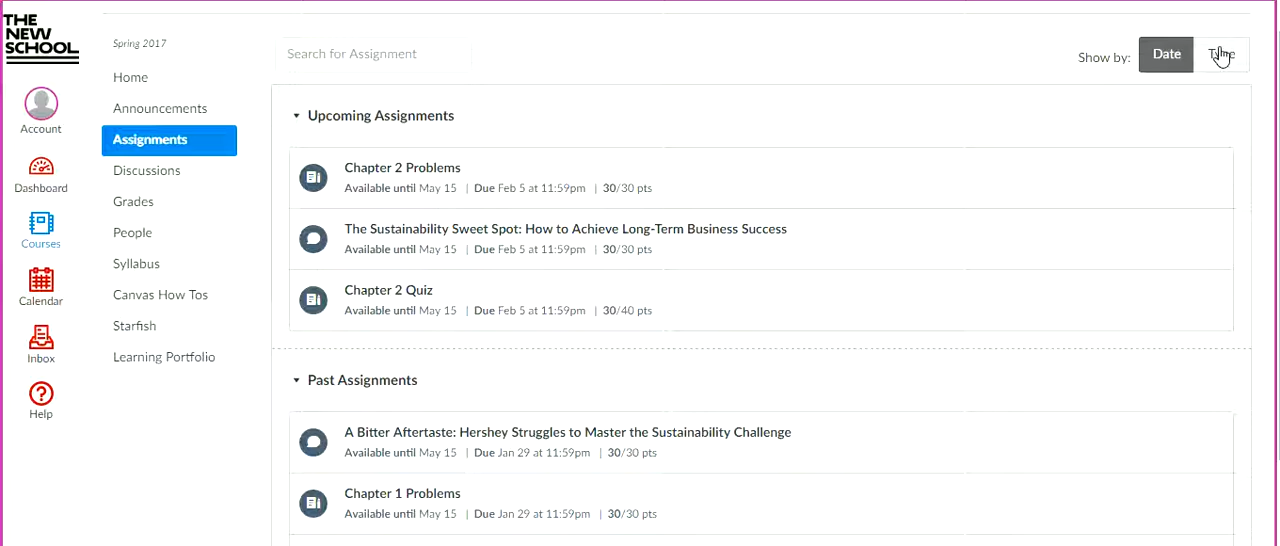 THE
NEW
SCHOOL
Account
Dashboard
Courses
Calendar
Inbox
Help
Spring 2017
Home
Announcements
Assignments
Discussions
Grades
People
Syllabus
Canvas How Tos
Starfish
Learning Portfolio
Search for Assignment
Show by: Date
Upcoming Assignments
Chapter 2 Problems
Available until May 15 | Due Feb 5 at 11:59pm | 30/30 pts
The Sustainability Sweet Spot: How to Achieve Long-Term Business Success
Available until May 15 | Due Feb 5 at 11:59pm | 30/30 pts
Chapter 2 Quiz
Available until May 15 | Due Feb 5 at 11:59pm | 30/40 pts
Past Assignments
A Bitter Aftertaste: Hershey Struggles to Master the Sustainability Challenge
Available until May 15 | Due Jan 29 at 11:59pm | 30/30 pts
Chapter 1 Problems
Available until May 15 | Due Jan 29 at 11:59pm | 30/30 pts